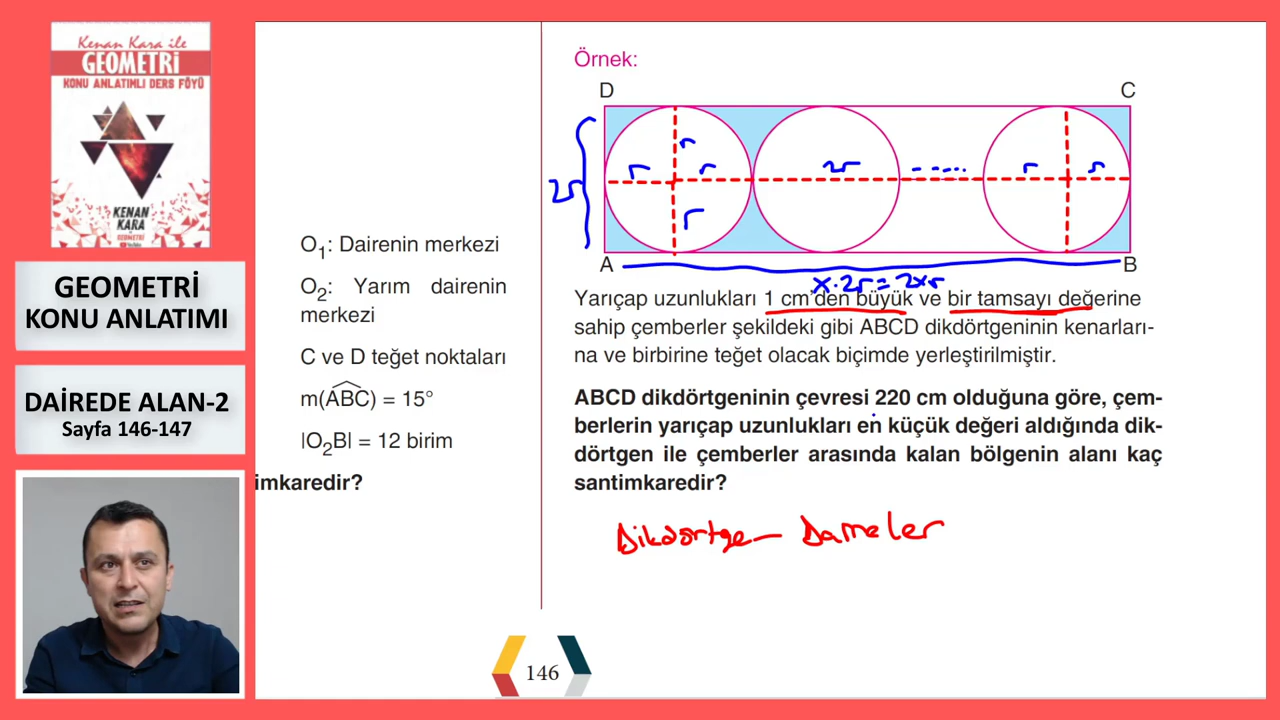 Kenan Kara ile
GEOMETRİ
KONU ANLATIMLI DERS FÖYÜ
KENAN
KARA
GEOMETRİ
GEOMETRİ
KONU ANLATIMI
DAİREDE ALAN-2
Sayfa 146-147
O1: Dairenin merkezi
O2: Yarım dairenin
merkezi
C ve D teğet noktaları
m(ABC) = 15°
|O2B| = 12 birim
imkaredir?
Örnek:
D
C
r
r
r
r
2r
2r
r
r
A
B
x.2r=2xr
Yarıçap uzunlukları 1 cm'den büyük ve bir tamsayı değerine
sahip çemberler şekildeki gibi ABCD dikdörtgeninin kenarları-
na ve birbirine teğet olacak biçimde yerleştirilmiştir.
ABCD dikdörtgeninin çevresi 220 cm olduğuna göre, çem-
berlerin yarıçap uzunlukları en küçük değeri aldığında dik-
dörtgen ile çemberler arasında kalan bölgenin alanı kaç
santimkaredir?
Dikdörtge— Daireler
146